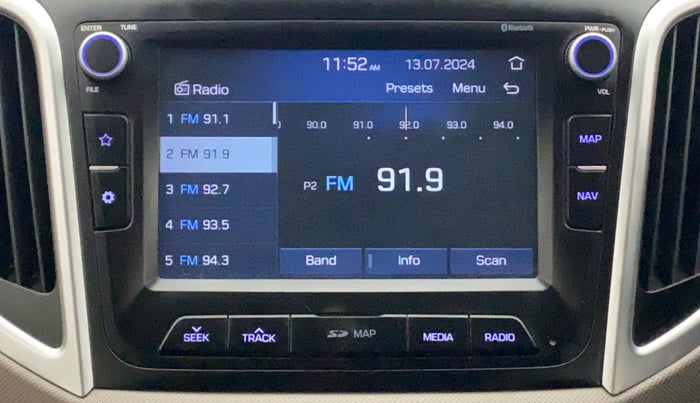 ENTER TUNE
Bluetooth
PWR-PUSH
FILE
VOL
11:52 AM 13.07.2024
Radio Presets Menu
1 FM 91.1
2 FM 91.9
3 FM 92.7
4 FM 93.5
5 FM 94.3
90.0 91.0 92.0 93.0 94.0
P2 FM 91.9
Band Info Scan
MAP
NAV
SEEK TRACK SD MAP MEDIA RADIO